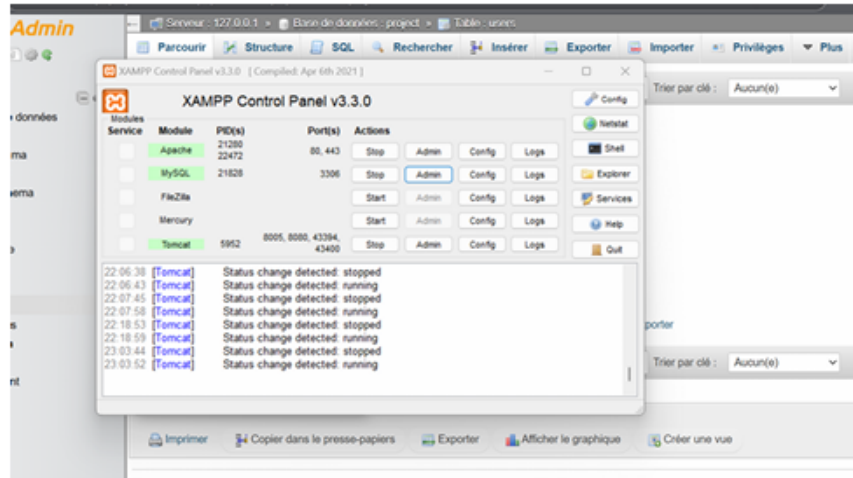 Admin
Serveur : 127.0.0.1 » Base de données : project » Table : users
Parcourir Structure SQL Rechercher Insérer Exporter Importer Privilèges Plus
Trier par clé : Aucun(e)
données
ma
XAMPP Control Panel v3.3.0 [ Compiled: Apr 6th 2021 ]
XAMPP Control Panel v3.3.0
Config
Modules
Service Module PID(s) Port(s) Actions
Netstat
Apache 21280 22472 80, 443 Stop Admin Config Logs
Shell
MySQL 21828 3306 Stop Admin Config Logs
Explorer
FileZilla Start Admin Config Logs
Services
Mercury Start Admin Config Logs
Help
Tomcat 5952 8005, 8080, 43394, 43400 Stop Admin Config Logs
Quit
22:06:38 [Tomcat] Status change detected: stopped
22:06:43 [Tomcat] Status change detected: running
22:07:45 [Tomcat] Status change detected: stopped
22:07:58 [Tomcat] Status change detected: running
22:18:53 [Tomcat] Status change detected: stopped
22:18:59 [Tomcat] Status change detected: running
23:03:44 [Tomcat] Status change detected: stopped
23:03:52 [Tomcat] Status change detected: running
porter
Trier par clé : Aucun(e)
nt
Imprimer Copier dans le presse-papiers Exporter Afficher le graphique Créer une vue